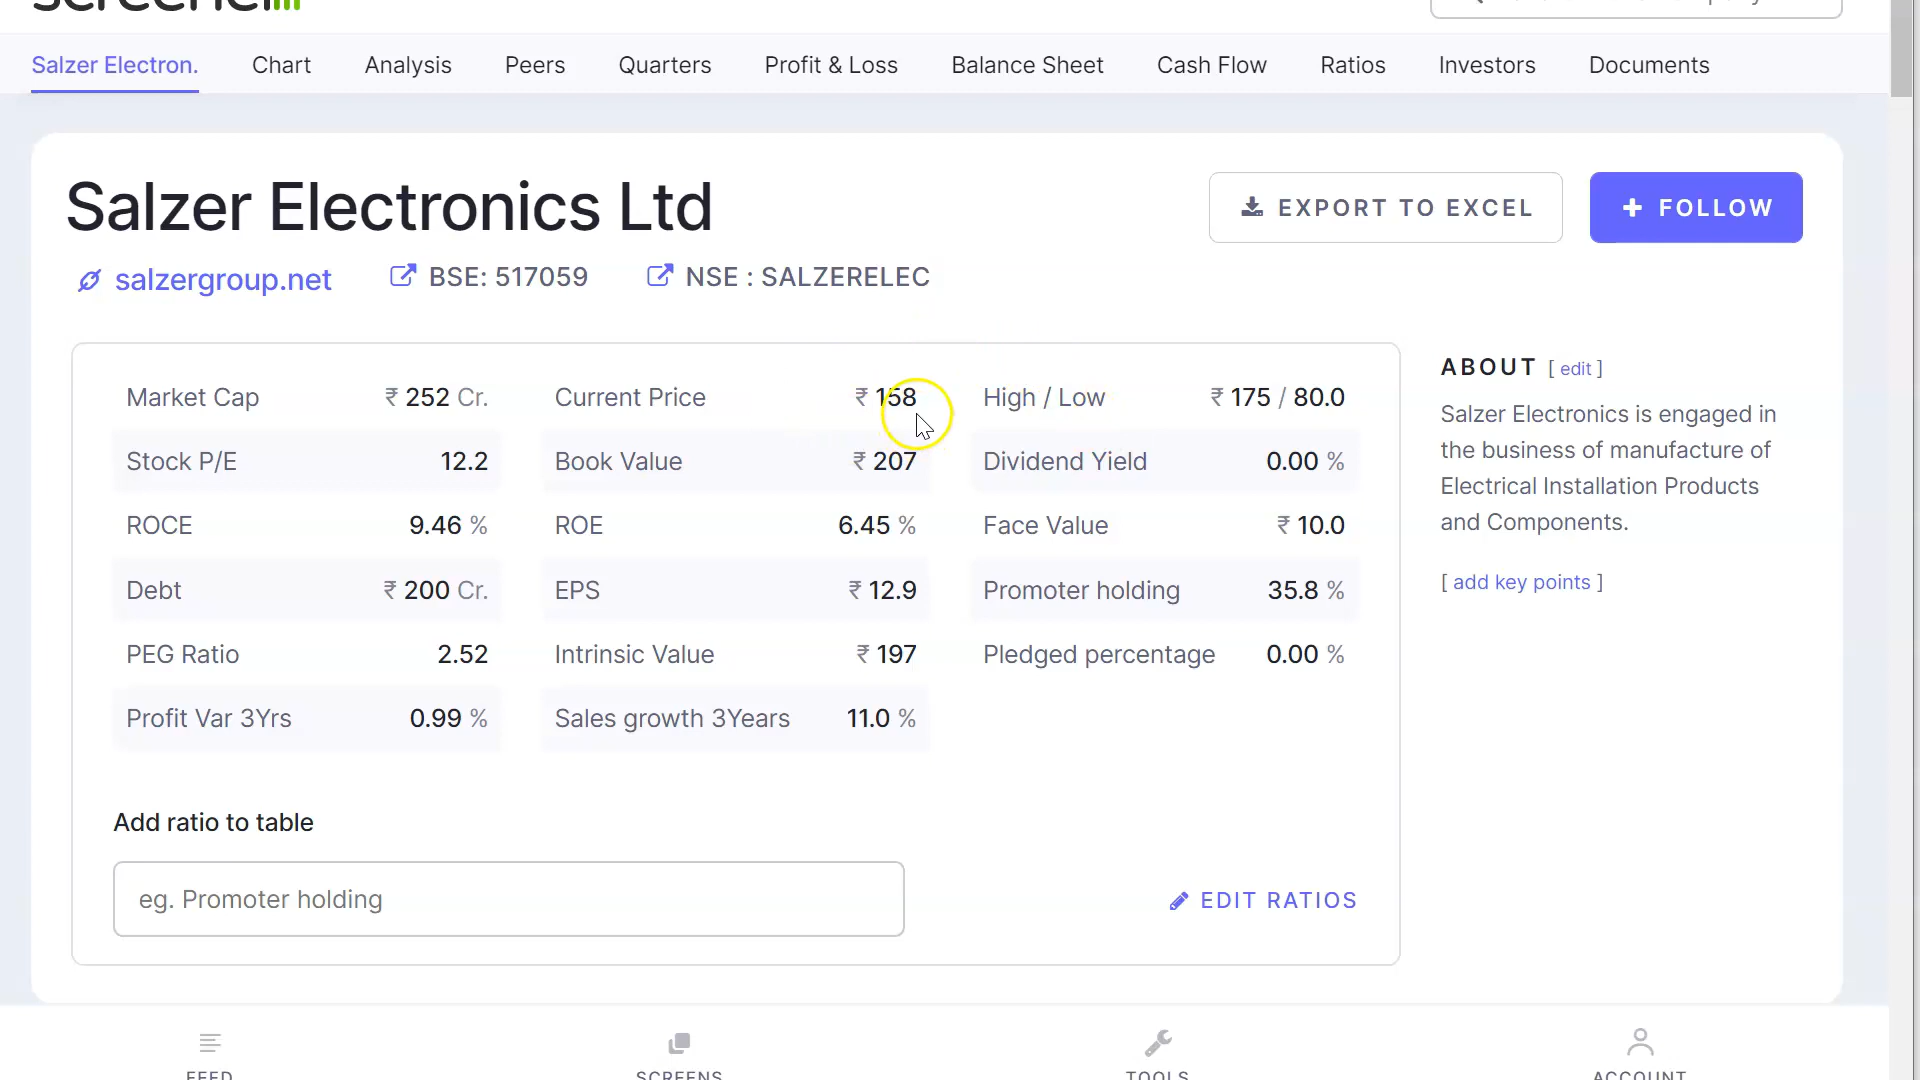 Salzer Electron. Chart Analysis Peers Quarters Profit & Loss Balance Sheet Cash Flow Ratios Investors Documents
Salzer Electronics Ltd
EXPORT TO EXCEL
+ FOLLOW
salzergroup.net BSE: 517059 NSE : SALZERELEC
Market Cap ₹ 252 Cr. Current Price ₹ 158 High / Low ₹ 175 / 80.0
Stock P/E 12.2 Book Value ₹ 207 Dividend Yield 0.00 %
ROCE 9.46 % ROE 6.45 % Face Value ₹ 10.0
Debt ₹ 200 Cr. EPS ₹ 12.9 Promoter holding 35.8 %
PEG Ratio 2.52 Intrinsic Value ₹ 197 Pledged percentage 0.00 %
Profit Var 3Yrs 0.99 % Sales growth 3Years 11.0 %
Add ratio to table
eg. Promoter holding
EDIT RATIOS
ABOUT [ edit ]
Salzer Electronics is engaged in
the business of manufacture of
Electrical Installation Products
and Components.
[ add key points ]
FEED SCREENS TOOLS ACCOUNT